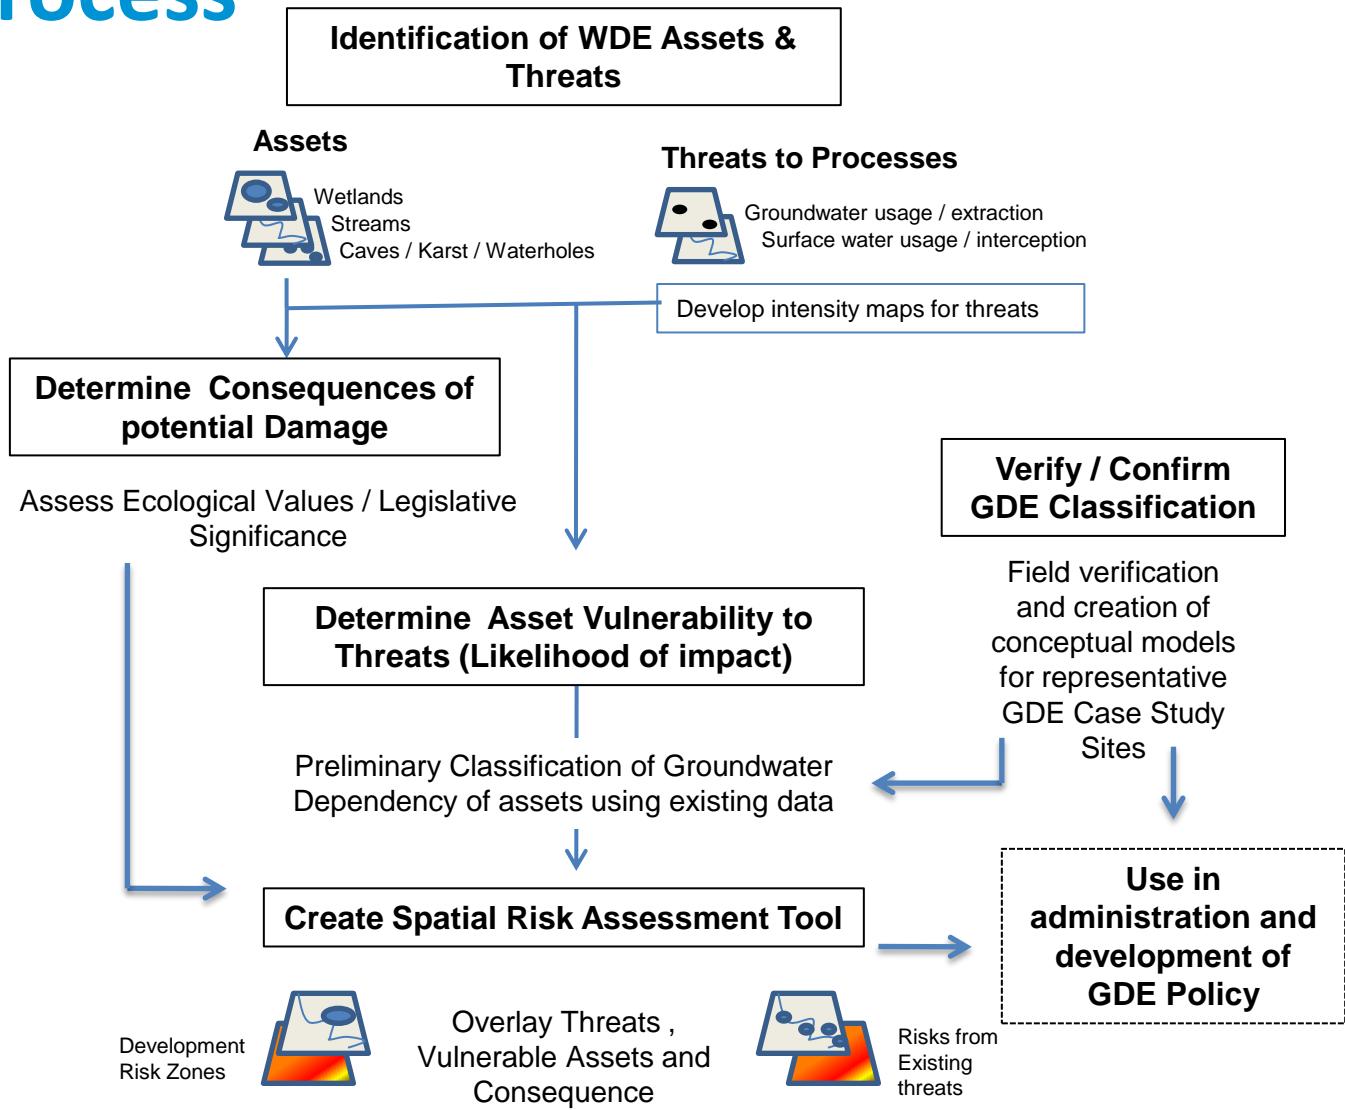 rocess
Identification of WDE Assets &
Threats
Assets
Wetlands
Streams
Caves / Karst / Waterholes
Threats to Processes
Groundwater usage / extraction
Surface water usage / interception
Develop intensity maps for threats
Determine Consequences of
potential Damage
Assess Ecological Values / Legislative
Significance
Verify / Confirm
GDE Classification
Field verification
and creation of
conceptual models
for representative
GDE Case Study
Sites
Determine Asset Vulnerability to
Threats (Likelihood of impact)
Preliminary Classification of Groundwater
Dependency of assets using existing data
Create Spatial Risk Assessment Tool
Use in
administration and
development of
GDE Policy
Development
Risk Zones
Overlay Threats ,
Vulnerable Assets and
Consequence
Risks from
Existing
threats